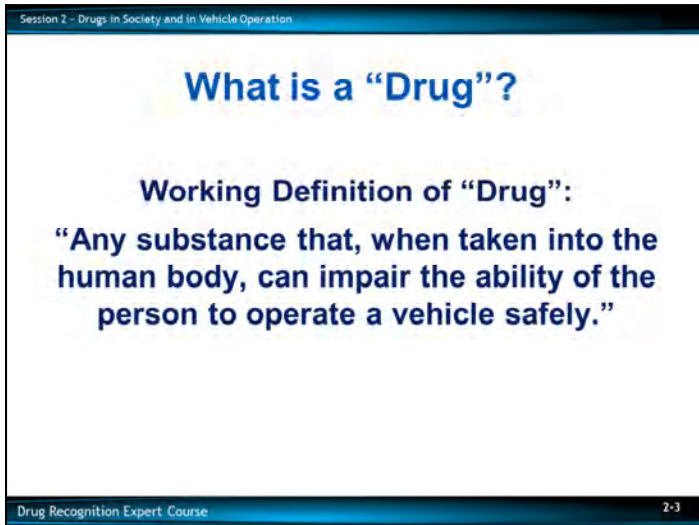 Session 2 - Drugs in Society and in Vehicle Operation
What is a “Drug”?
Working Definition of “Drug”:
“Any substance that, when taken into the
human body, can impair the ability of the
person to operate a vehicle safely.”
Drug Recognition Expert Course
2-3